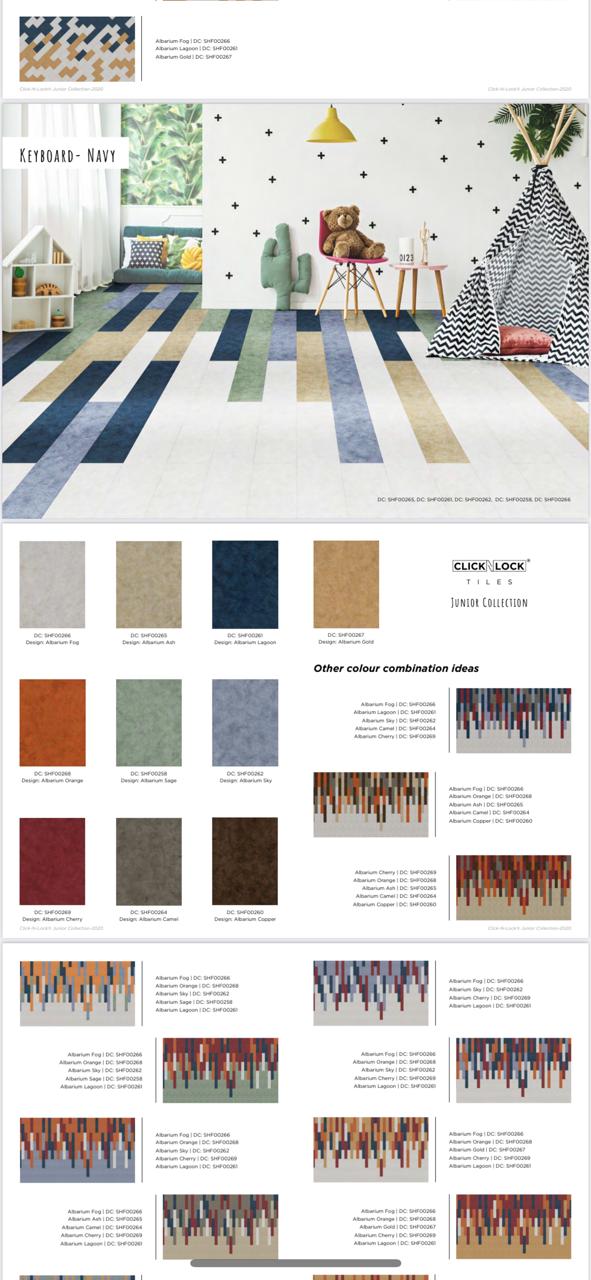 Albarium Fog | DC: SHF00266
Albarium Lagoon | DC: SHF00261
Albarium Gold | DC: SHF00267
Click-N-Lock® Junior Collection-2020
Click-N-Lock® Junior Collection-2020
KEYBOARD- NAVY
0123
DC: SHF00265, DC: SHF00261, DC: SHF00262, DC: SHF00258, DC: SHF00266
DC: SHF00266
Design: Albarium Fog
DC: SHF00265
Design: Albarium Ash
DC: SHF00261
Design: Albarium Lagoon
DC: SHF00267
Design: Albarium Gold
CLICK N LOCK®
TILES
JUNIOR COLLECTION
Other colour combination ideas
DC: SHF00268
Design: Albarium Orange
DC: SHF00258
Design: Albarium Sage
DC: SHF00262
Design: Albarium Sky
Albarium Fog | DC: SHF00266
Albarium Lagoon | DC: SHF00261
Albarium Sky | DC: SHF00262
Albarium Camel | DC: SHF00264
Albarium Cherry | DC: SHF00269
Albarium Fog | DC: SHF00266
Albarium Orange | DC: SHF00268
Albarium Ash | DC: SHF00265
Albarium Camel | DC: SHF00264
Albarium Copper | DC: SHF00260
DC: SHF00269
Design: Albarium Cherry
DC: SHF00264
Design: Albarium Camel
DC: SHF00260
Design: Albarium Copper
Albarium Cherry | DC: SHF00269
Albarium Orange | DC: SHF00268
Albarium Ash | DC: SHF00265
Albarium Camel | DC: SHF00264
Albarium Copper | DC: SHF00260
Click-N-Lock® Junior Collection-2020
Click-N-Lock® Junior Collection-2020
Albarium Fog | DC: SHF00266
Albarium Orange | DC: SHF00268
Albarium Sky | DC: SHF00262
Albarium Sage | DC: SHF00258
Albarium Lagoon | DC: SHF00261
Albarium Fog | DC: SHF00266
Albarium Sky | DC: SHF00262
Albarium Cherry | DC: SHF00269
Albarium Lagoon | DC: SHF00261
Albarium Fog | DC: SHF00266
Albarium Orange | DC: SHF00268
Albarium Sky | DC: SHF00262
Albarium Sage | DC: SHF00258
Albarium Lagoon | DC: SHF00261
Albarium Fog | DC: SHF00266
Albarium Orange | DC: SHF00268
Albarium Sky | DC: SHF00262
Albarium Cherry | DC: SHF00269
Albarium Lagoon | DC: SHF00261
Albarium Fog | DC: SHF00266
Albarium Orange | DC: SHF00268
Albarium Sky | DC: SHF00262
Albarium Cherry | DC: SHF00269
Albarium Lagoon | DC: SHF00261
Albarium Fog | DC: SHF00266
Albarium Orange | DC: SHF00268
Albarium Gold | DC: SHF00267
Albarium Cherry | DC: SHF00269
Albarium Lagoon | DC: SHF00261
Albarium Fog | DC: SHF00266
Albarium Ash | DC: SHF00265
Albarium Camel | DC: SHF00264
Albarium Cherry | DC: SHF00269
Albarium Lagoon | DC: SHF00261
Albarium Fog | DC: SHF00266
Albarium Orange | DC: SHF00268
Albarium Gold | DC: SHF00267
Albarium Cherry | DC: SHF00269
Albarium Lagoon | DC: SHF00261